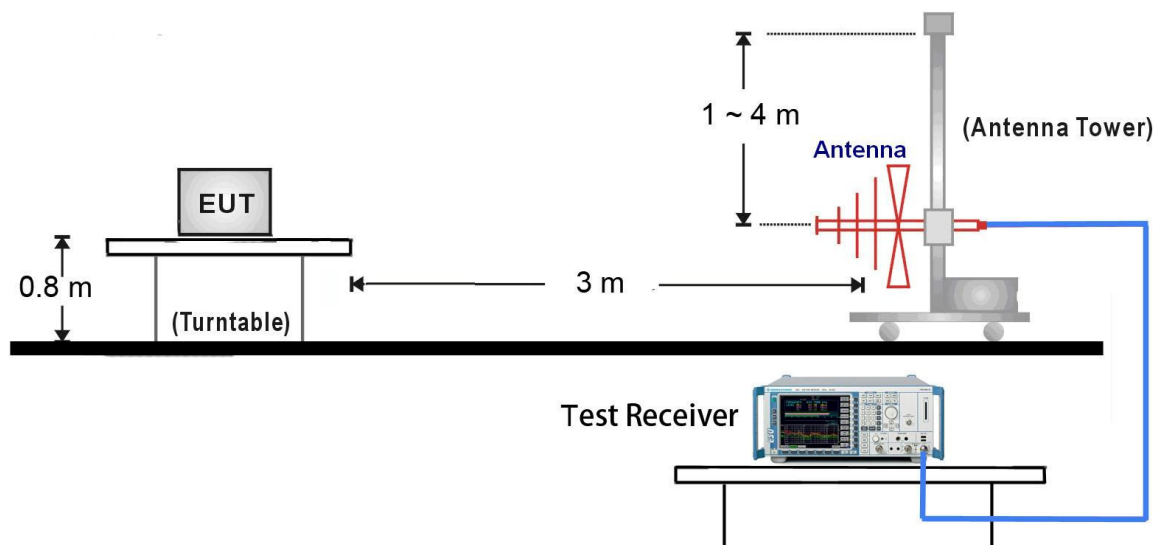 1 ~ 4 m
(Antenna Tower)
Antenna
EUT
0.8 m
3 m
(Turntable)
Test Receiver